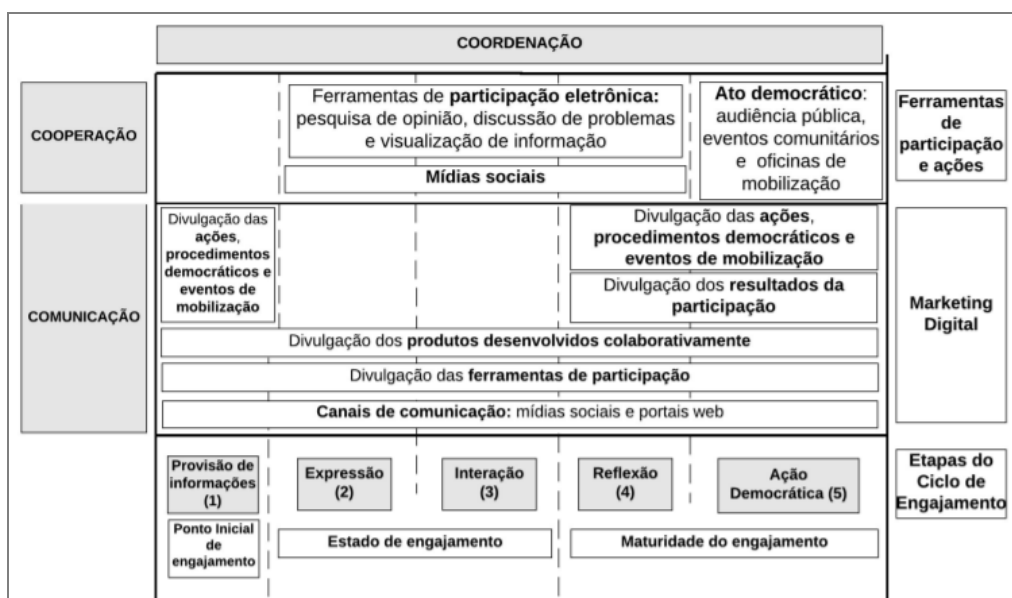 COORDENAÇÃO
COOPERAÇÃO
Ferramentas de participação eletrônica:
pesquisa de opinião, discussão de problemas
e visualização de informação
Mídias sociais
Ato democrático:
audiência pública,
eventos comunitários
e oficinas de
mobilização
Ferramentas
de
participação
e ações
COMUNICAÇÃO
Divulgação das
ações,
procedimentos
democráticos e
eventos de
mobilização
Divulgação das ações,
procedimentos democráticos e
eventos de mobilização
Divulgação dos resultados da
participação
Divulgação dos produtos desenvolvidos colaborativamente
Divulgação das ferramentas de participação
Canais de comunicação: mídias sociais e portais web
Marketing
Digital
Provisão de
informações
(1)
Expressão
(2)
Interação
(3)
Reflexão
(4)
Ação
Democrática (5)
Etapas do
Ciclo de
Engajamento
Ponto Inicial
de
engajamento
Estado de engajamento
Maturidade do engajamento